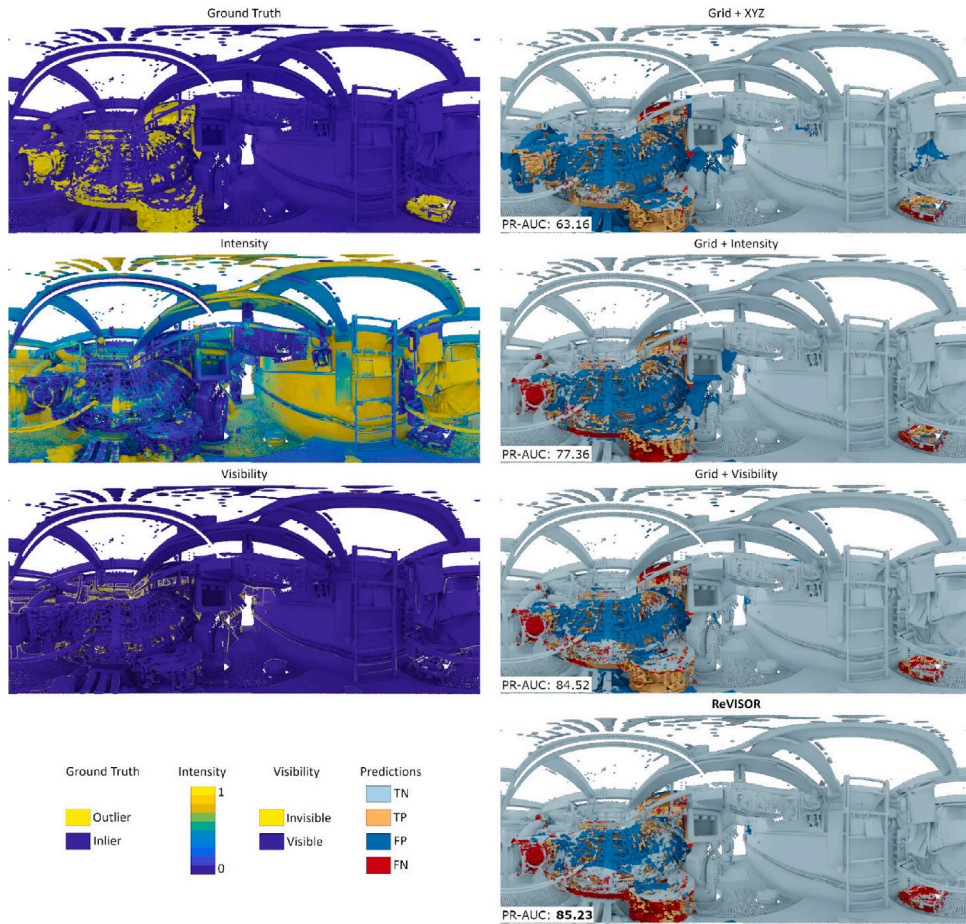 Ground Truth
Grid + XYZ
PR-AUC: 63.16
Intensity
Grid + Intensity
PR-AUC: 77.36
Visibility
Grid + Visibility
PR-AUC: 84.52
ReVISOR
PR-AUC: 85.23
Ground Truth
Outlier
Inlier
Intensity
1
0
Visibility
Invisible
Visible
Predictions
TN
TP
FP
FN